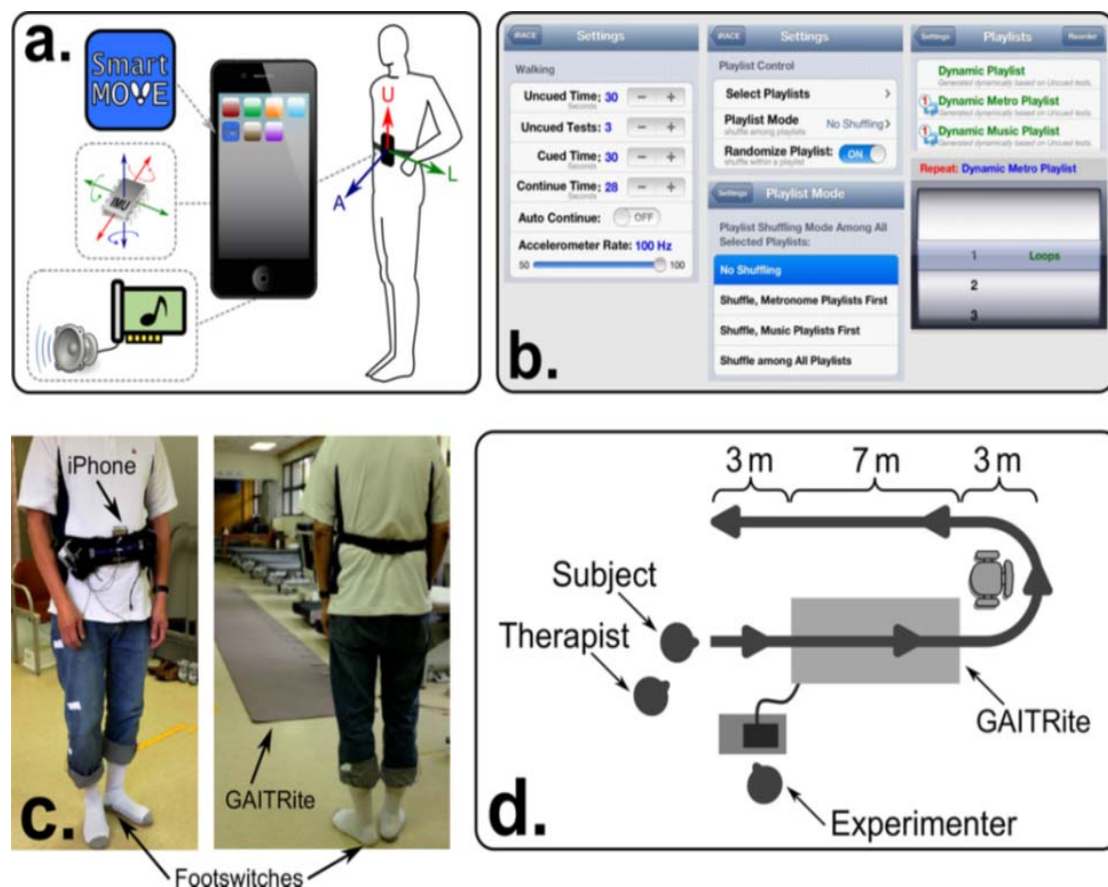 a.
Smart
MOVE
IMU
U
A
L
b.
iRACE Settings
Walking
Uncued Time: 30 − +
Seconds
Uncued Tests: 3 − +
Cued Time: 30 − +
Seconds
Continue Time: 28 − +
Seconds
Auto Continue: OFF
Accelerometer Rate: 100 Hz
50 100
iRACE Settings
Playlist Control
Select Playlists >
Playlist Mode No Shuffling>
shuffle among playlists
Randomize Playlist: ON
shuffle within a playlist
Settings Playlist Mode
Playlist Shuffling Mode Among All
Selected Playlists:
No Shuffling
Shuffle, Metronome Playlists First
Shuffle, Music Playlists First
Shuffle among All Playlists
Settings Playlists Reorder
Dynamic Playlist
Generated dynamically based on Uncued tests.
1 Dynamic Metro Playlist
Generated dynamically based on Uncued tests.
1 Dynamic Music Playlist
Generated dynamically based on Uncued tests.
Repeat: Dynamic Metro Playlist
1 Loops
2
3
c.
iPhone
GAITRite
Footswitches
d.
3 m 7 m 3 m
Subject
Therapist
GAITRite
Experimenter